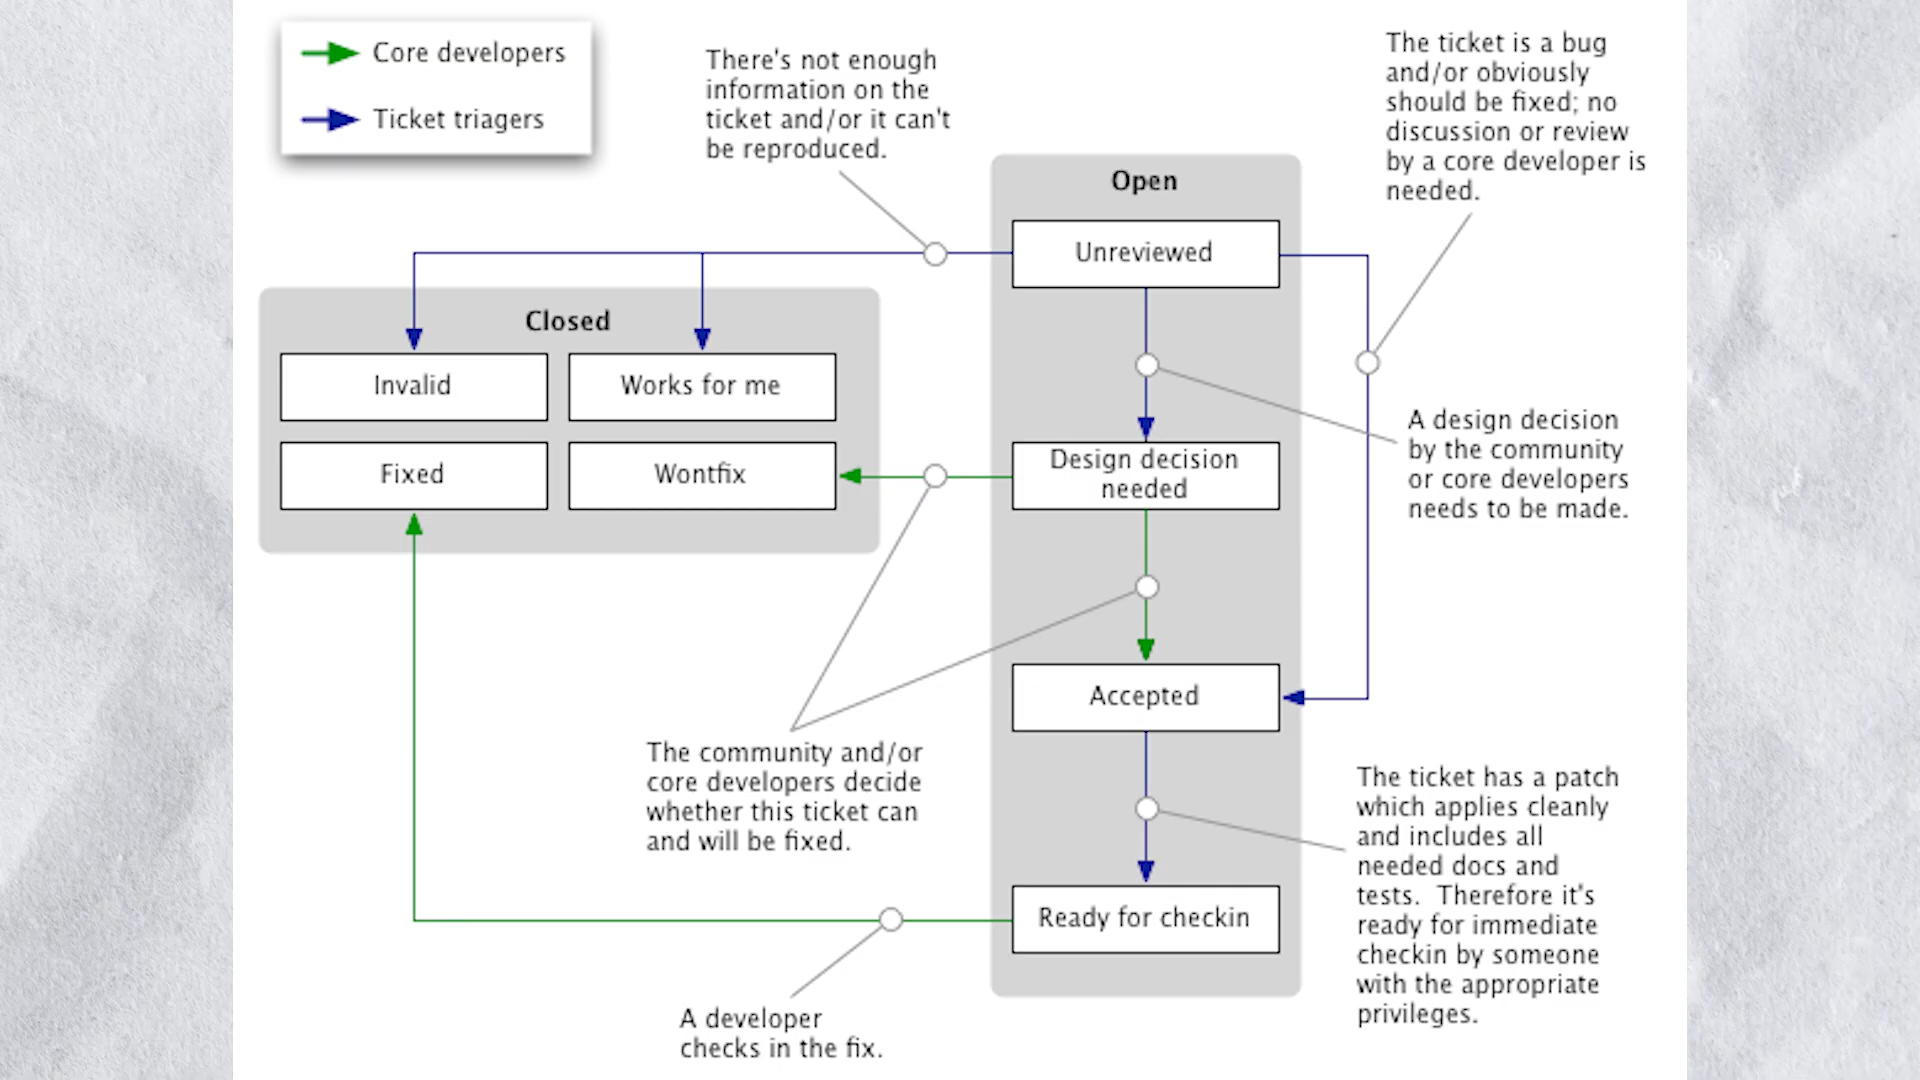 Core developers
Ticket triagers
There's not enough
information on the
ticket and/or it can't
be reproduced.
The ticket is a bug
and/or obviously
should be fixed; no
discussion or review
by a core developer is
needed.
Open
Unreviewed
Closed
Invalid
Works for me
Fixed
Wontfix
Design decision
needed
A design decision
by the community
or core developers
needs to be made.
Accepted
The community and/or
core developers decide
whether this ticket can
and will be fixed.
The ticket has a patch
which applies cleanly
and includes all
needed docs and
tests. Therefore it's
ready for immediate
checkin by someone
with the appropriate
privileges.
Ready for checkin
A developer
checks in the fix.